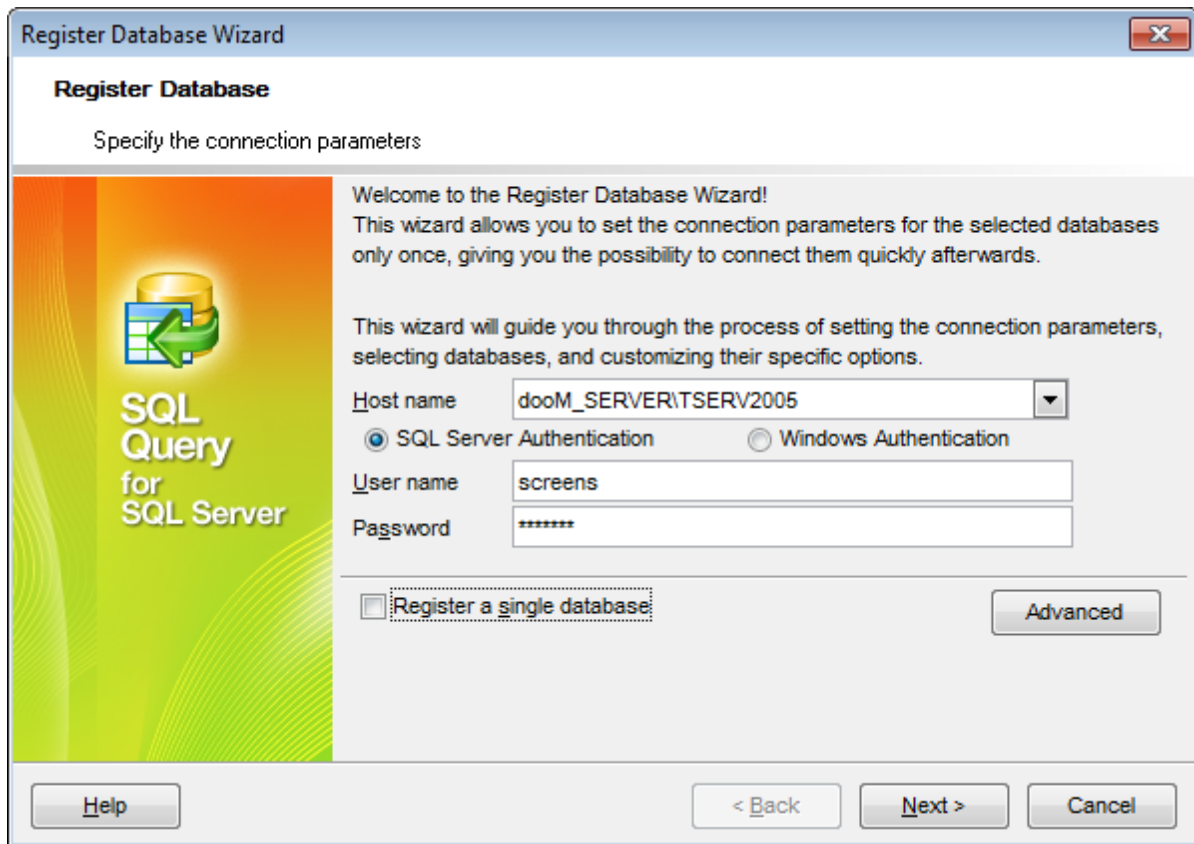 Register Database Wizard
Register Database
Specify the connection parameters
Welcome to the Register Database Wizard!
This wizard allows you to set the connection parameters for the selected databases
only once, giving you the possibility to connect them quickly afterwards.
This wizard will guide you through the process of setting the connection parameters,
selecting databases, and customizing their specific options.
SQL
Query
for
SQL Server
Host name dooM_SERVER\TSERV2005
SQL Server Authentication Windows Authentication
User name screens
Password *******
Register a single database Advanced
Help < Back Next > Cancel